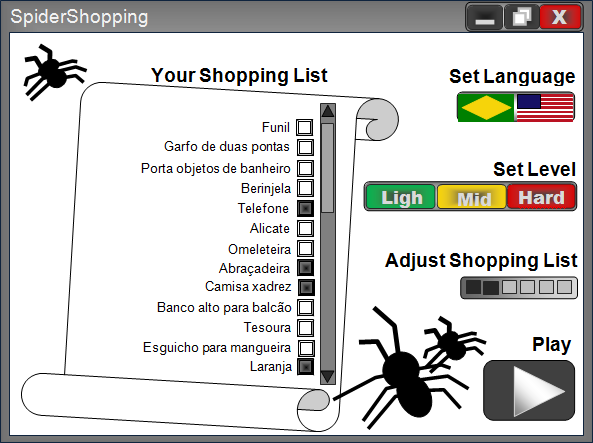 SpiderShopping
X
Your Shopping List
Set Language
Funil
Garfo de duas pontas
Porta objetos de banheiro
Berinjela
Telefone
Alicate
Omeleteira
Abraçadeira
Camisa xadrez
Banco alto para balcão
Tesoura
Esguicho para mangueira
Laranja
Set Level
Ligh Mid Hard
Adjust Shopping List
Play